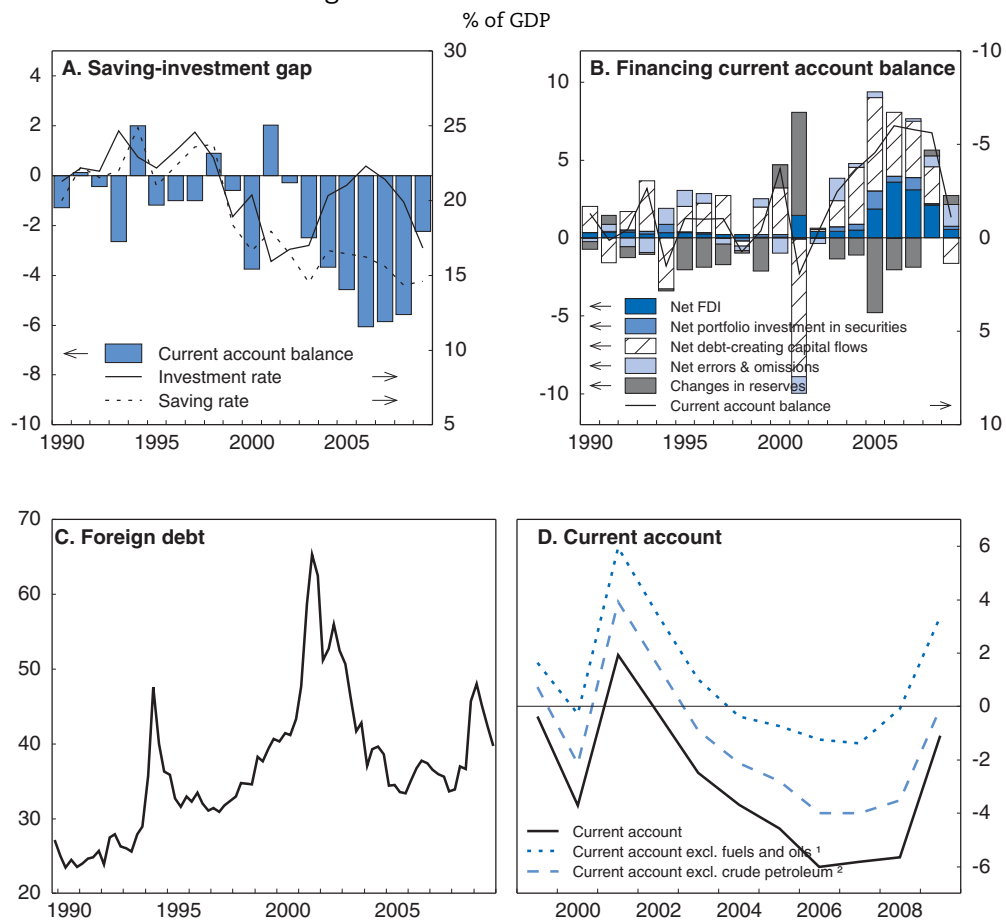 % of GDP
A. Saving-investment gap
4
2
0
-2
-4
-6
-8
-10
30
25
20
15
10
5
Current account balance
Investment rate
Saving rate
1990 1995 2000 2005
B. Financing current account balance
10
5
0
-5
-10
-10
-5
0
5
10
Net FDI
Net portfolio investment in securities
Net debt-creating capital flows
Net errors & omissions
Changes in reserves
Current account balance
1990 1995 2000 2005
C. Foreign debt
70
60
50
40
30
20
1990 1995 2000 2005
D. Current account
6
4
2
0
-2
-4
-6
Current account
Current account excl. fuels and oils ¹
Current account excl. crude petroleum ²
2000 2002 2004 2006 2008